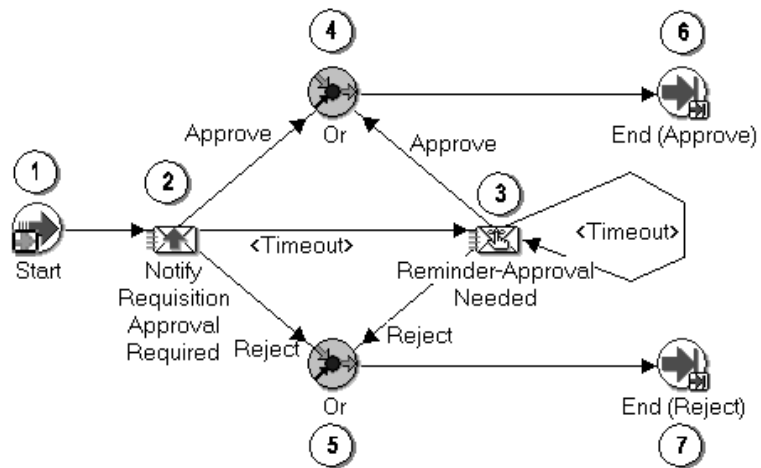 4
6
Or
End (Approve)
Approve
Approve
1
2
3
<Timeout>
<Timeout>
Start
Notify
Requisition
Approval
Required
Reminder-Approval
Needed
Reject
Reject
Or
End (Reject)
5
7